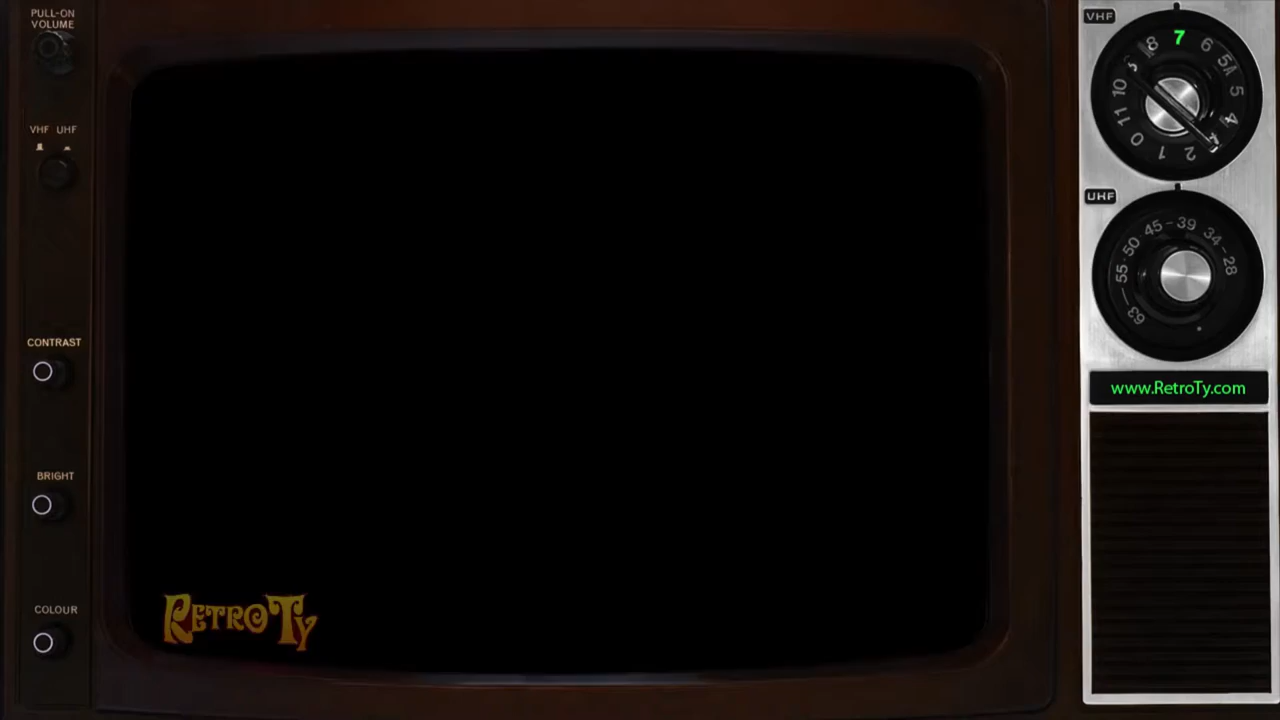 PULL-ON
VOLUME
VHF UHF
CONTRAST
BRIGHT
COLOUR
RETROTY
VHF
7
6
5A
5
4
2
1
0
11
10
8
UHF
63 55 50 45 39 34 28
www.RetroTy.com